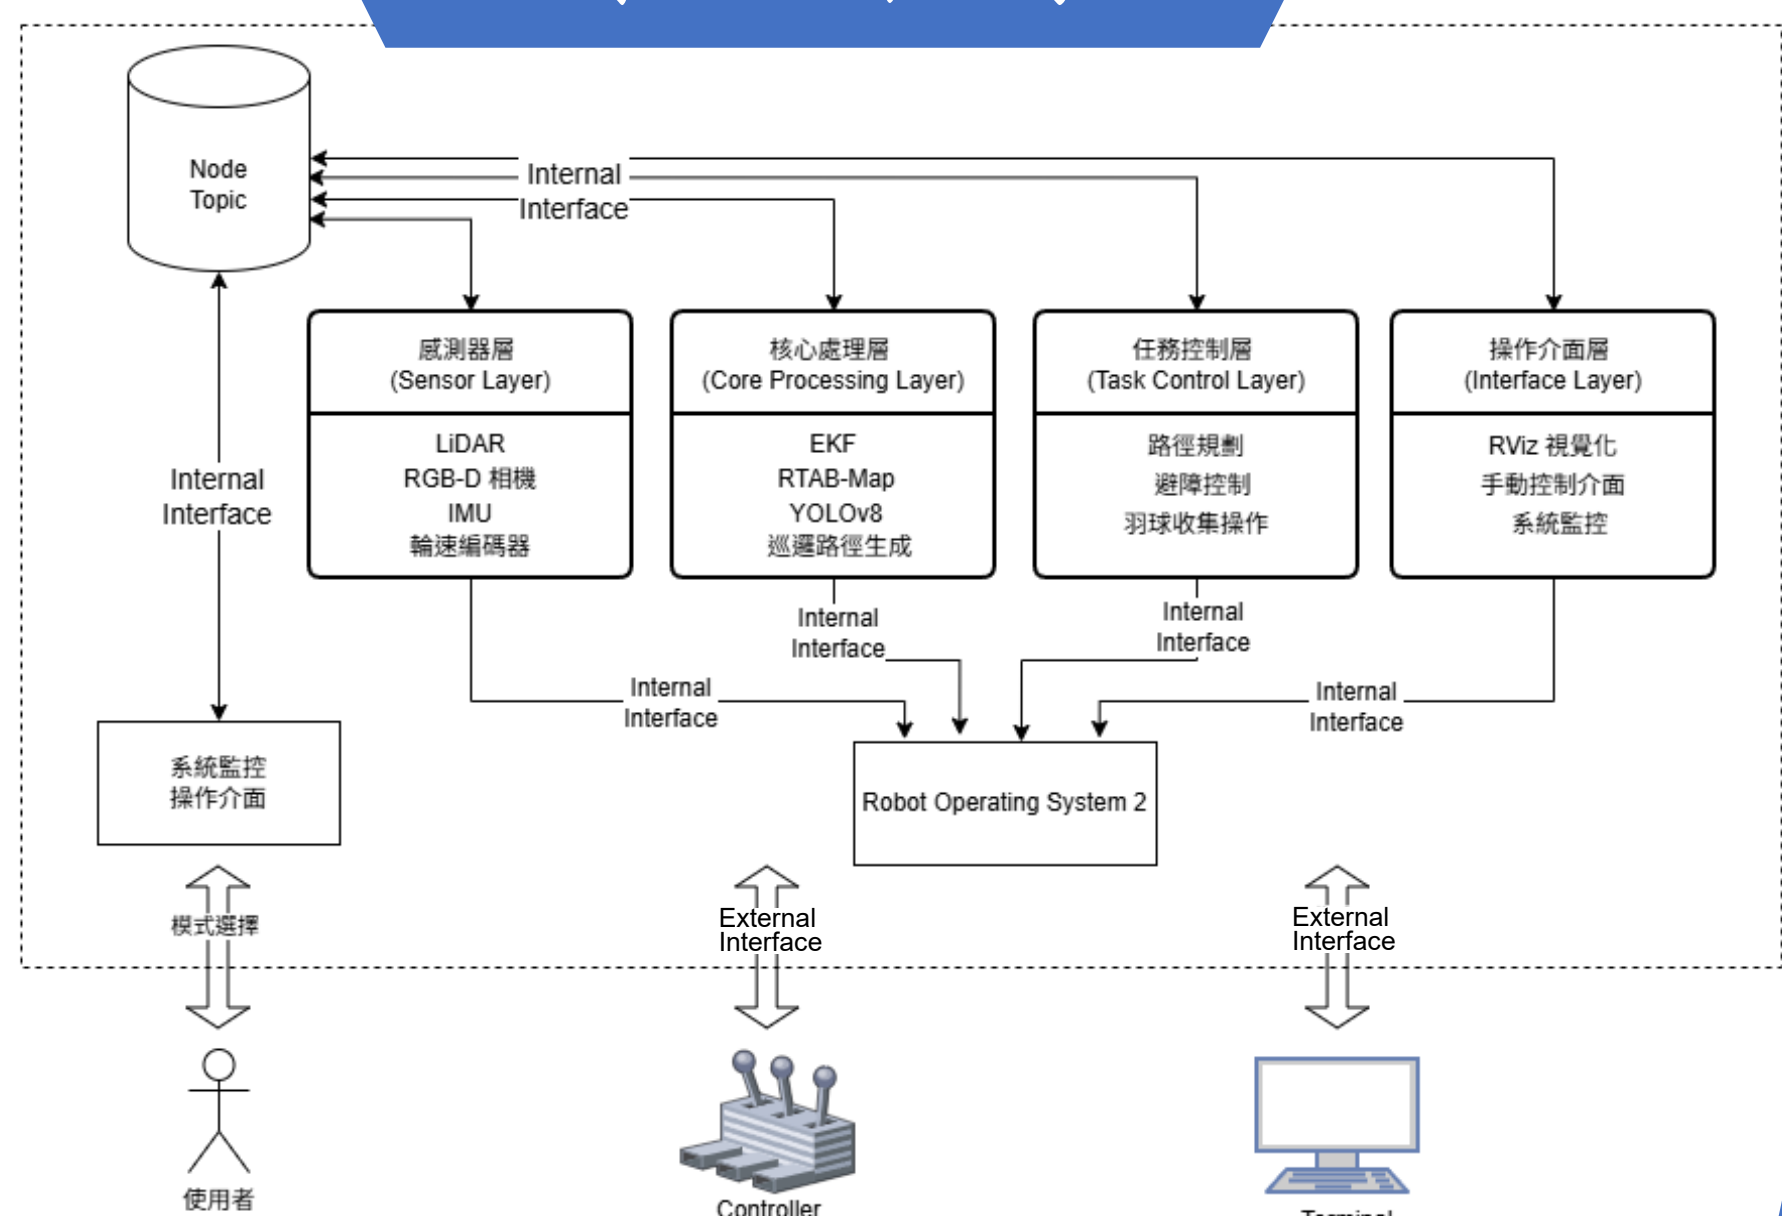 Node
Topic
Internal
Interface
感測器層
(Sensor Layer)
LiDAR
RGB-D 相機
IMU
輪速編碼器
核心處理層
(Core Processing Layer)
EKF
RTAB-Map
YOLOv8
巡邏路徑生成
任務控制層
(Task Control Layer)
路徑規劃
避障控制
羽球收集操作
操作介面層
(Interface Layer)
RViz 視覺化
手動控制介面
系統監控
Internal
Interface
Internal
Interface
Internal
Interface
Internal
Interface
Internal
Interface
系統監控
操作介面
Robot Operating System 2
模式選擇
External
Interface
External
Interface
使用者
Controller
Terminal